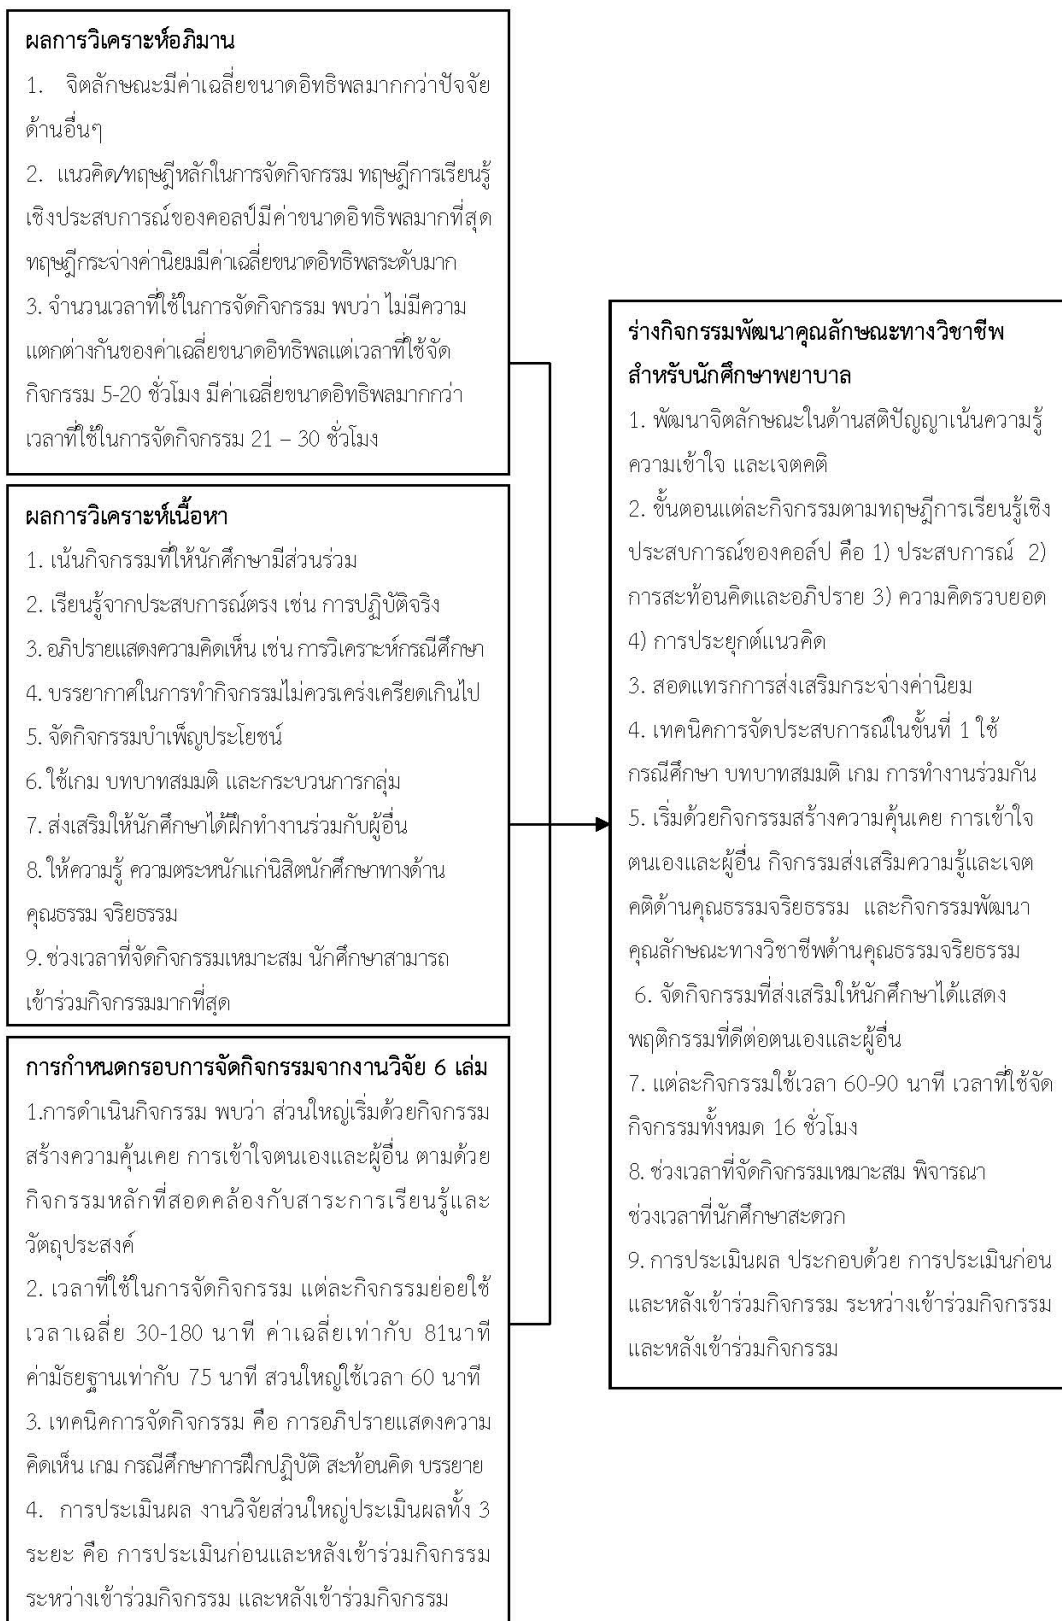 ผลการวิเคราะห์อภิมาน
1. จิตลักษณะมีค่าเฉลี่ยขนาดอิทธิพลมากกว่าปัจจัย
ด้านอื่นๆ
2. แนวคิด/ทฤษฎีหลักในการจัดกิจกรรม ทฤษฎีการเรียนรู้
เชิงประสบการณ์ของคอลป์มีค่าขนาดอิทธิพลมากที่สุด
ทฤษฎีกระจ่างค่านิยมมีค่าเฉลี่ยขนาดอิทธิพลระดับมาก
3. จำนวนเวลาที่ใช้ในการจัดกิจกรรม พบว่า ไม่มีความ
แตกต่างกันของค่าเฉลี่ยขนาดอิทธิพลแต่เวลาที่ใช้จัด
กิจกรรม 5-20 ชั่วโมง มีค่าเฉลี่ยขนาดอิทธิพลมากกว่า
เวลาที่ใช้ในการจัดกิจกรรม 21 – 30 ชั่วโมง
ผลการวิเคราะห์เนื้อหา
1. เน้นกิจกรรมที่ให้นักศึกษามีส่วนร่วม
2. เรียนรู้จากประสบการณ์ตรง เช่น การปฏิบัติจริง
3. อภิปรายแสดงความคิดเห็น เช่น การวิเคราะห์กรณีศึกษา
4. บรรยากาศในการทำกิจกรรมไม่ควรเคร่งเครียดเกินไป
5. จัดกิจกรรมบำเพ็ญประโยชน์
6. ใช้เกม บทบาทสมมติ และกระบวนการกลุ่ม
7. ส่งเสริมให้นักศึกษาได้ฝึกทำงานร่วมกับผู้อื่น
8. ให้ความรู้ ความตระหนักแก่นิสิตนักศึกษาทางด้าน
คุณธรรม จริยธรรม
9. ช่วงเวลาที่จัดกิจกรรมเหมาะสม นักศึกษาสามารถ
เข้าร่วมกิจกรรมมากที่สุด
การกำหนดกรอบการจัดกิจกรรมจากงานวิจัย 6 เล่ม
1.การดำเนินกิจกรรม พบว่า ส่วนใหญ่เริ่มด้วยกิจกรรม
สร้างความคุ้นเคย การเข้าใจตนเองและผู้อื่น ตามด้วย
กิจกรรมหลักที่สอดคล้องกับสาระการเรียนรู้และ
วัตถุประสงค์
2. เวลาที่ใช้ในการจัดกิจกรรม แต่ละกิจกรรมย่อยใช้
เวลาเฉลี่ย 30-180 นาที ค่าเฉลี่ยเท่ากับ 81นาที
ค่ามัธยฐานเท่ากับ 75 นาที สวนใหญ่ใช้เวลา 60 นาที
3. เทคนิคการจัดกิจกรรม คือ การอภิปรายแสดงความ
คิดเห็น เกม กรณีศึกษาการฝึกปฏิบัติ สะท้อนคิด บรรยาย
4. การประเมินผล งานวิจัยส่วนใหญ่ประเมินผลทั้ง 3
ระยะ คือ การประเมินก่อนและหลังเข้าร่วมกิจกรรม
ระหว่างเข้าร่วมกิจกรรม และหลังเข้าร่วมกิจกรรม
ร่างกิจกรรมพัฒนาคุณลักษณะทางวิชาชีพ
สำหรับนักศึกษาพยาบาล
1. พัฒนาจิตลักษณะในด้านสติปัญญาเน้นความรู้
ความเข้าใจ และเจตคติ
2. ขั้นตอนแต่ละกิจกรรมตามทฤษฎีการเรียนรู้เชิง
ประสบการณ์ของคอล์ป คือ 1) ประสบการณ์ 2)
การสะท้อนคิดและอภิปราย 3) ความคิดรวบยอด
4) การประยุกต์แนวคิด
3. สอดแทรกการส่งเสริมกระจ่างค่านิยม
4. เทคนิคการจัดประสบการณ์ในขั้นที่ 1 ใช้
กรณีศึกษา บทบาทสมมติ เกม การทำงานร่วมกัน
5. เริ่มด้วยกิจกรรมสร้างความคุ้นเคย การเข้าใจ
ตนเองและผู้อื่น กิจกรรมส่งเสริมความรู้และเจต
คติด้านคุณธรรมจริยธรรม และกิจกรรมพัฒนา
คุณลักษณะทางวิชาชีพด้านคุณธรรมจริยธรรม
6. จัดกิจกรรมที่ส่งเสริมให้นักศึกษาได้แสดง
พฤติกรรมที่ดีต่อตนเองและผู้อื่น
7. แต่ละกิจกรรมใช้เวลา 60-90 นาที เวลาที่ใช้จัด
กิจกรรมทั้งหมด 16 ชั่วโมง
8. ช่วงเวลาที่จัดกิจกรรมเหมาะสม พิจารณา
ช่วงเวลาที่นักศึกษาสะดวก
9. การประเมินผล ประกอบด้วย การประเมินก่อน
และหลังเข้าร่วมกิจกรรม ระหว่างเข้าร่วมกิจกรรม
และหลังเข้าร่วมกิจกรรม